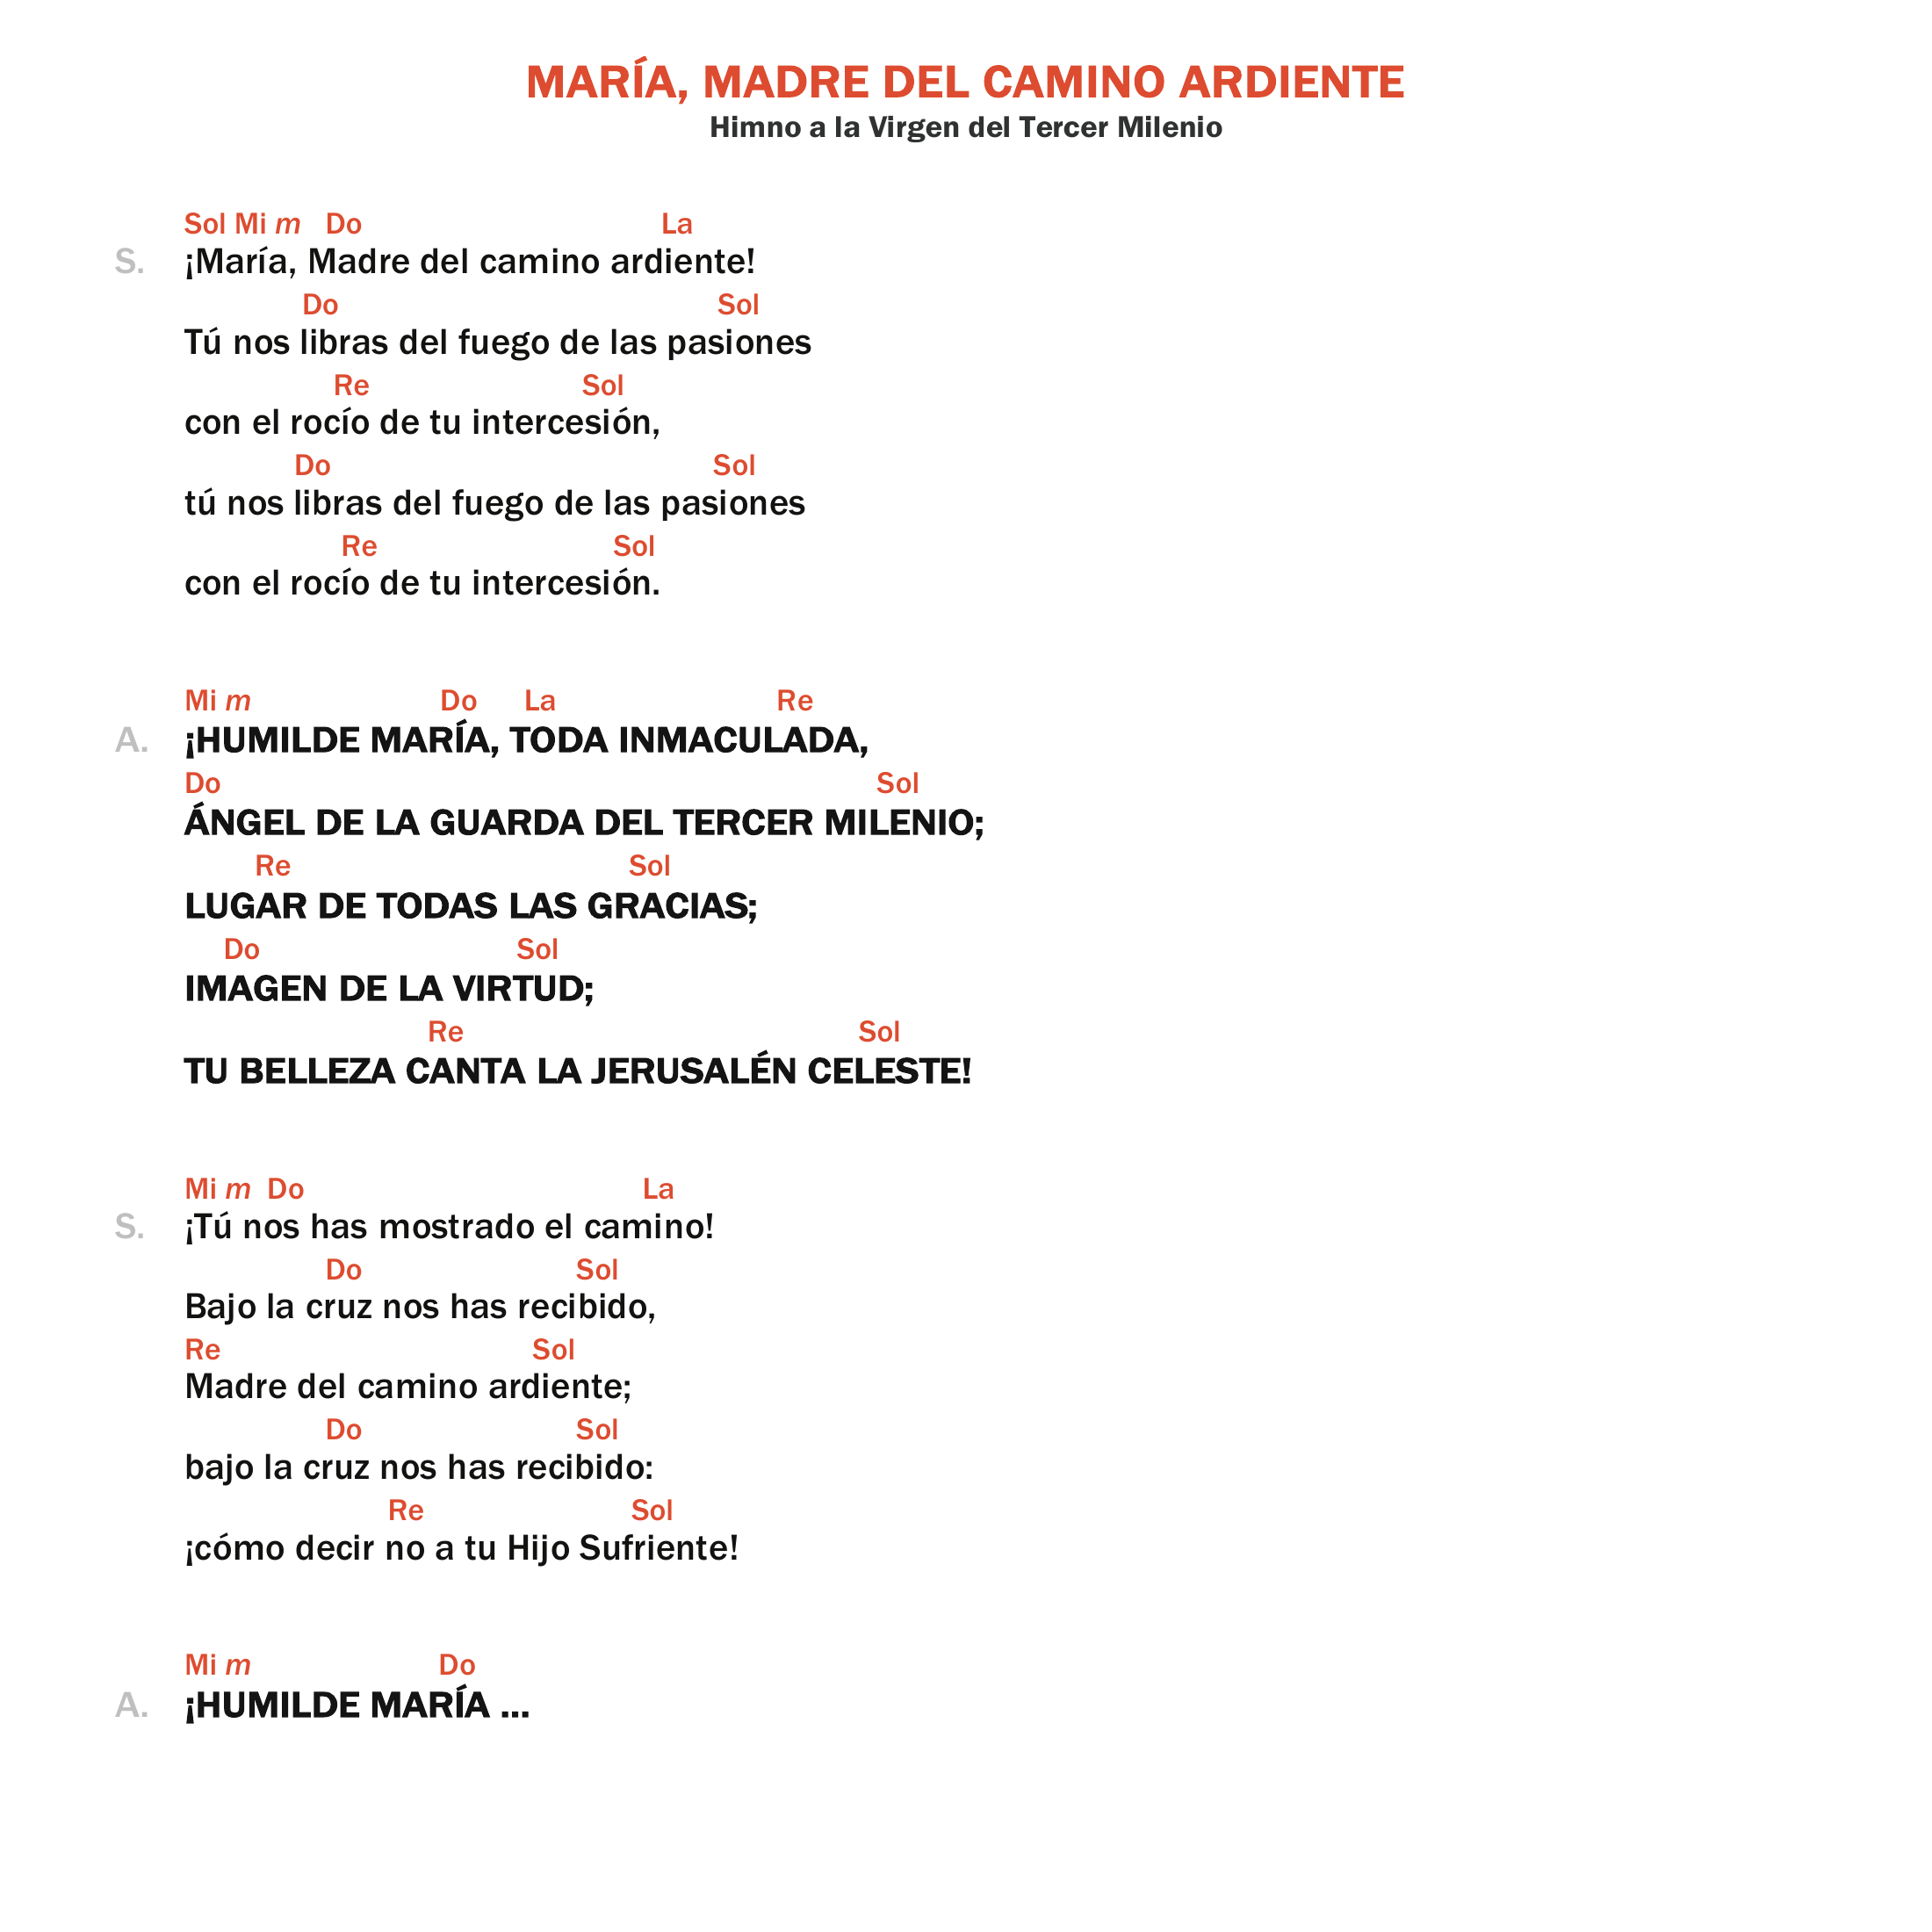 MARÍA, MADRE DEL CAMINO ARDIENTE
Himno a la Virgen del Tercer Milenio
Sol Mi m Do La
S. ¡María, Madre del camino ardiente!
Do Sol
Tú nos libras del fuego de las pasiones
Re Sol
con el rocío de tu intercesión,
Do Sol
tú nos libras del fuego de las pasiones
Re Sol
con el rocío de tu intercesión.
Mi m Do La Re
A. ¡HUMILDE MARÍA, TODA INMACULADA,
Do Sol
ÁNGEL DE LA GUARDA DEL TERCER MILENIO;
Re Sol
LUGAR DE TODAS LAS GRACIAS;
Do Sol
IMAGEN DE LA VIRTUD;
Re Sol
TU BELLEZA CANTA LA JERUSALÉN CELESTE!
Mi m Do La
S. ¡Tú nos has mostrado el camino!
Do Sol
Bajo la cruz nos has recibido,
Re Sol
Madre del camino ardiente;
Do Sol
bajo la cruz nos has recibido:
Re Sol
¡cómo decir no a tu Hijo Sufriente!
Mi m Do
A. ¡HUMILDE MARÍA ...